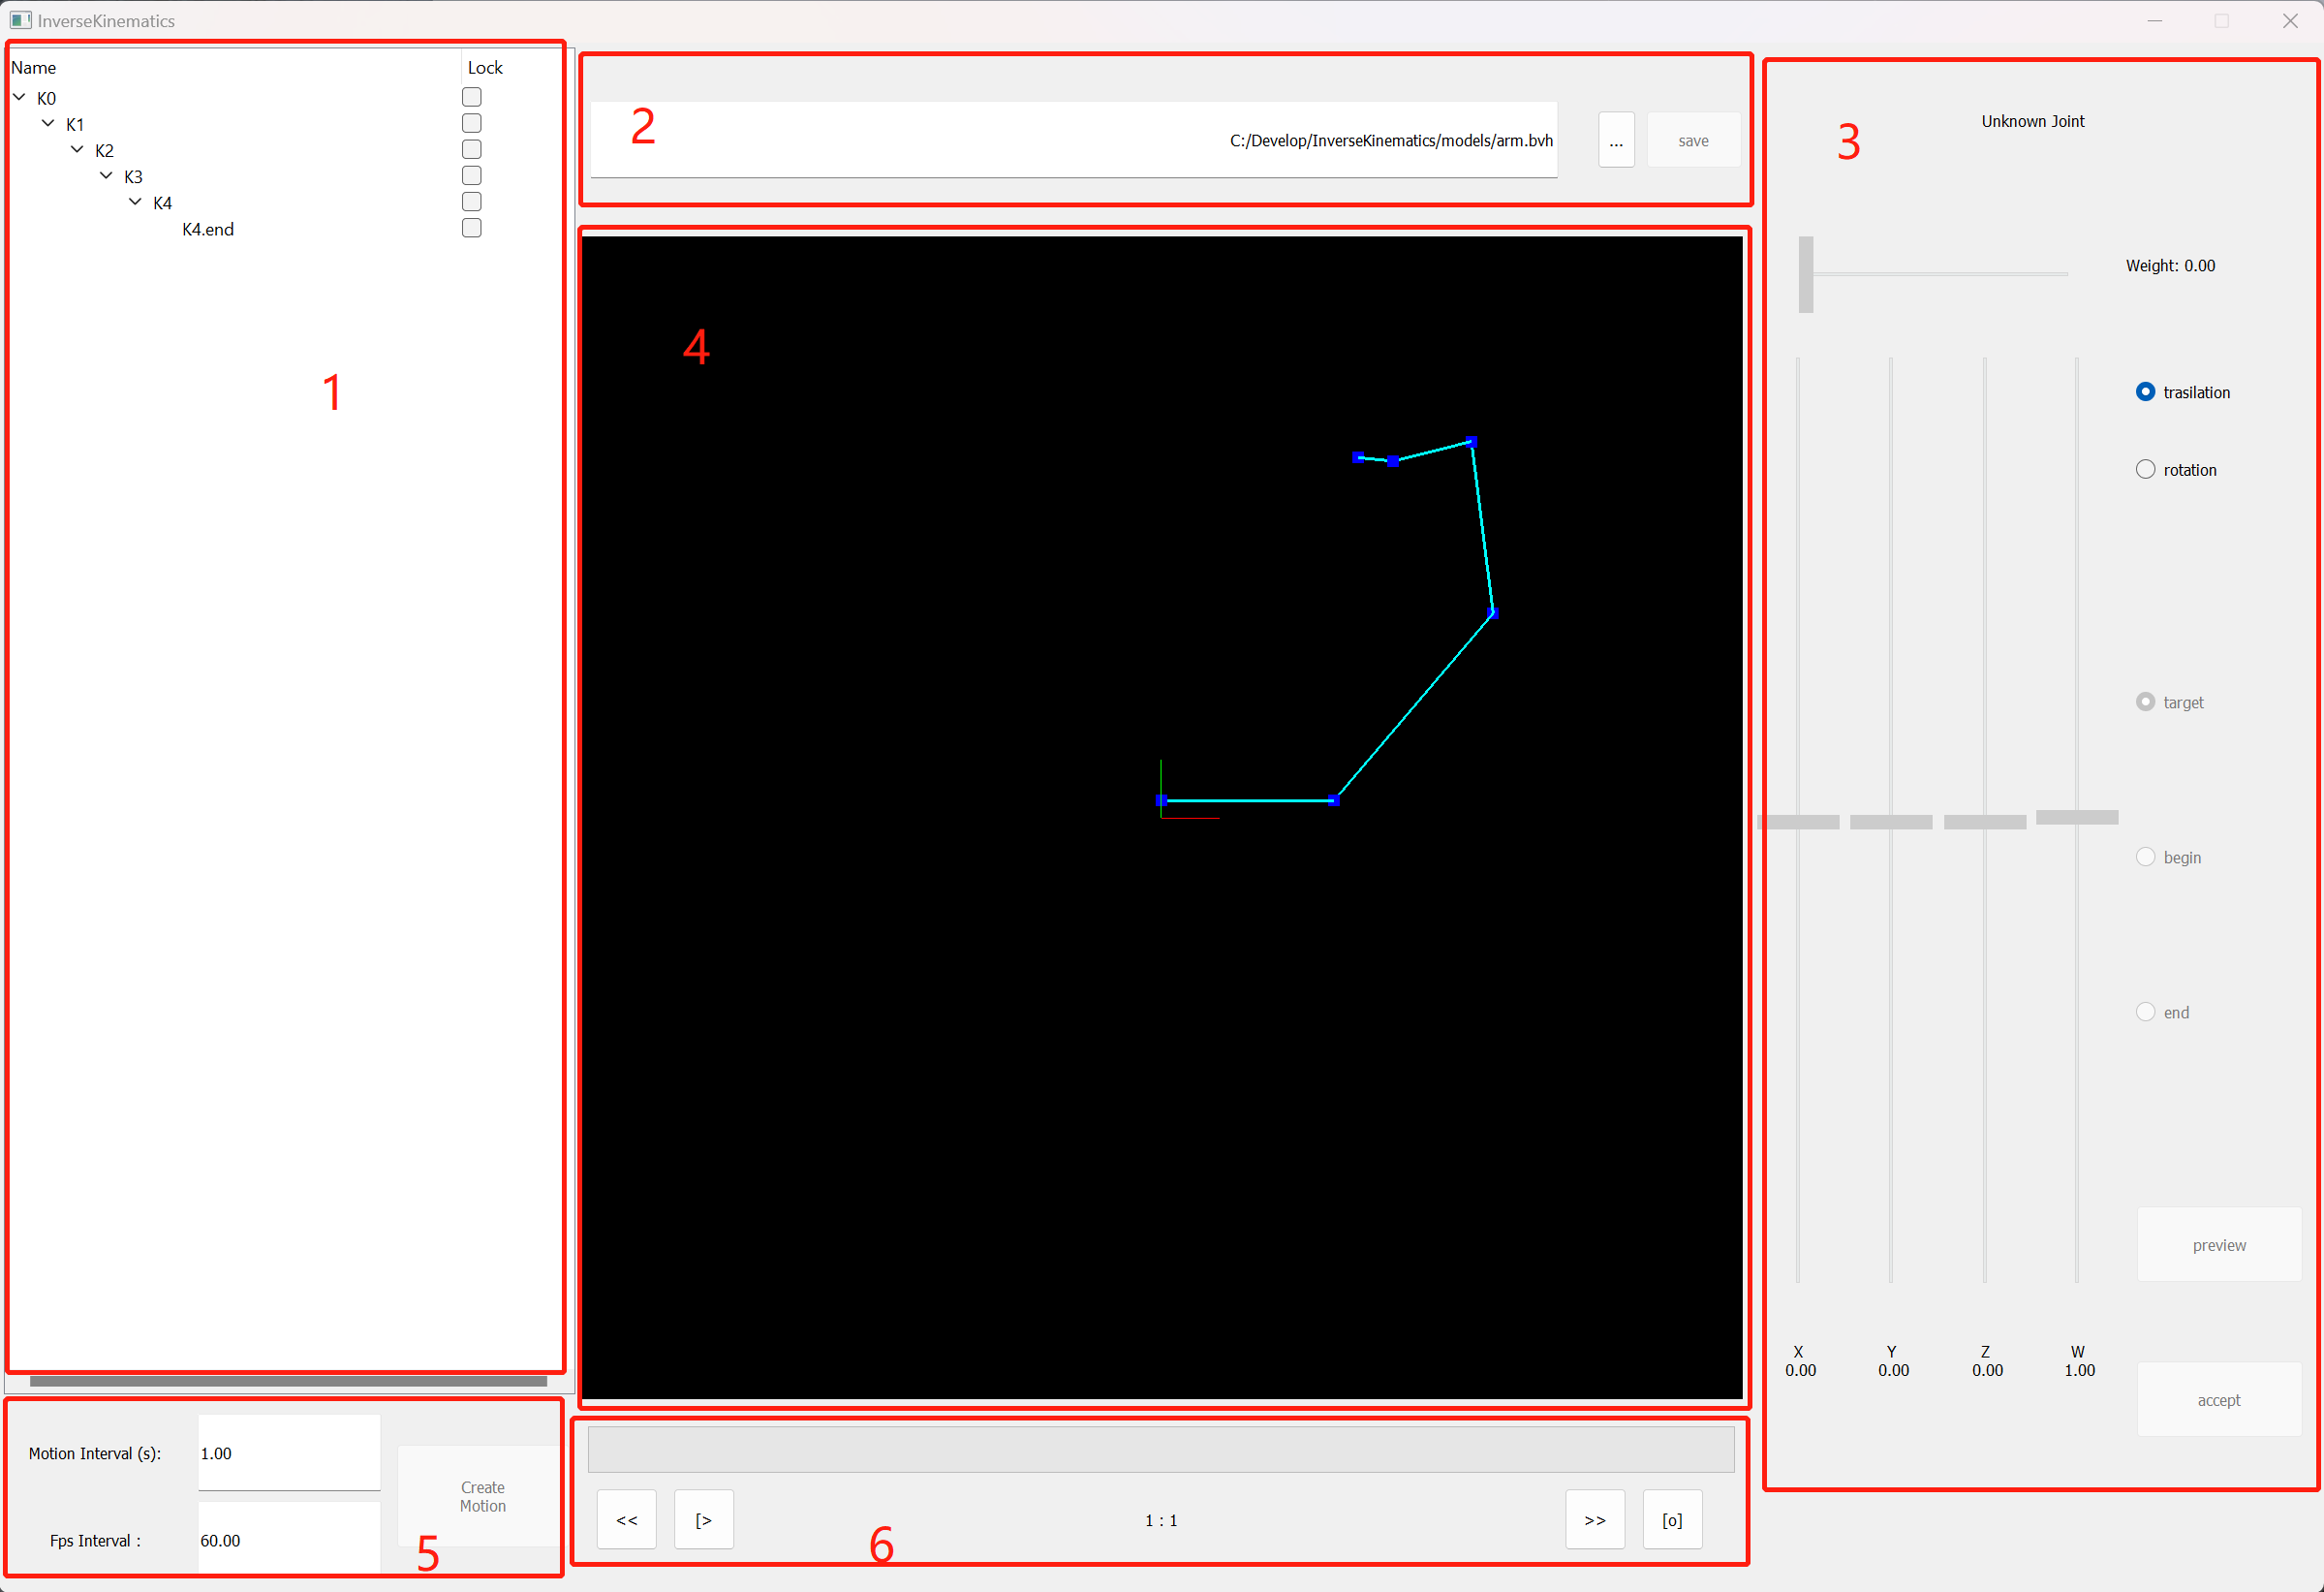 InverseKinematics
Name Lock
K0
K1
K2
K3
K4
K4.end
1
2
C:/Develop/InverseKinematics/models/arm.bvh
...
save
3
Unknown Joint
Weight: 0.00
trasilation
rotation
target
begin
end
preview
accept
X Y Z W
0.00 0.00 0.00 1.00
4
Motion Interval (s): 1.00
Fps Interval : 60.00
Create
Motion
5
<< [> 1 : 1 >> [o]
6